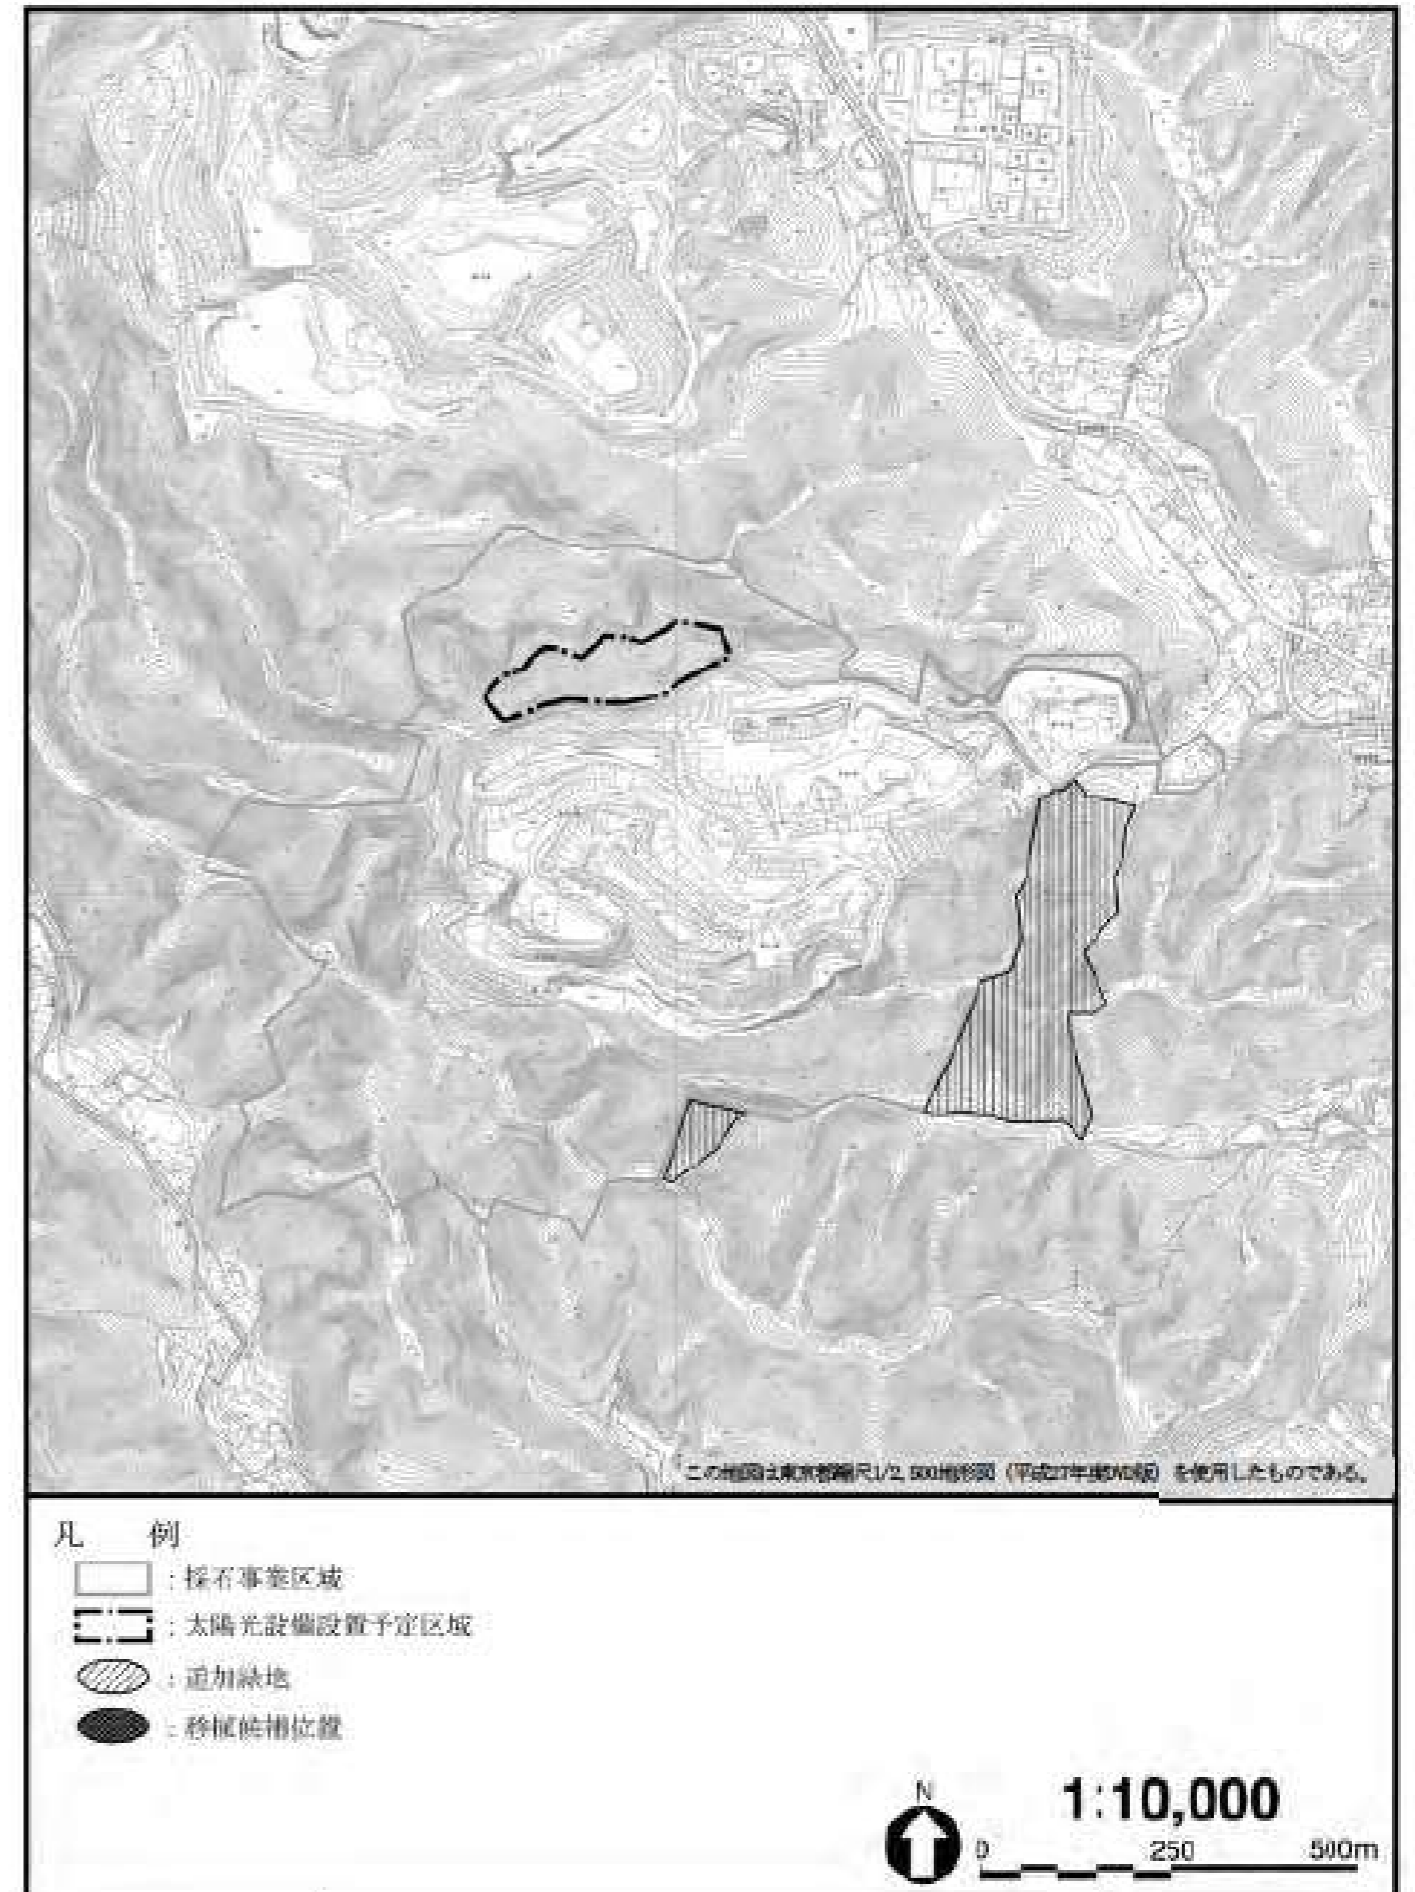 この地図は東京都縮尺1/2,500地形図（平成27年度DVD版）を使用したものである。
凡　例
：採石事業区域
：太陽光設備設置予定区域
：追加緑地
：移植候補位置
N
1:10,000
0 250 500m